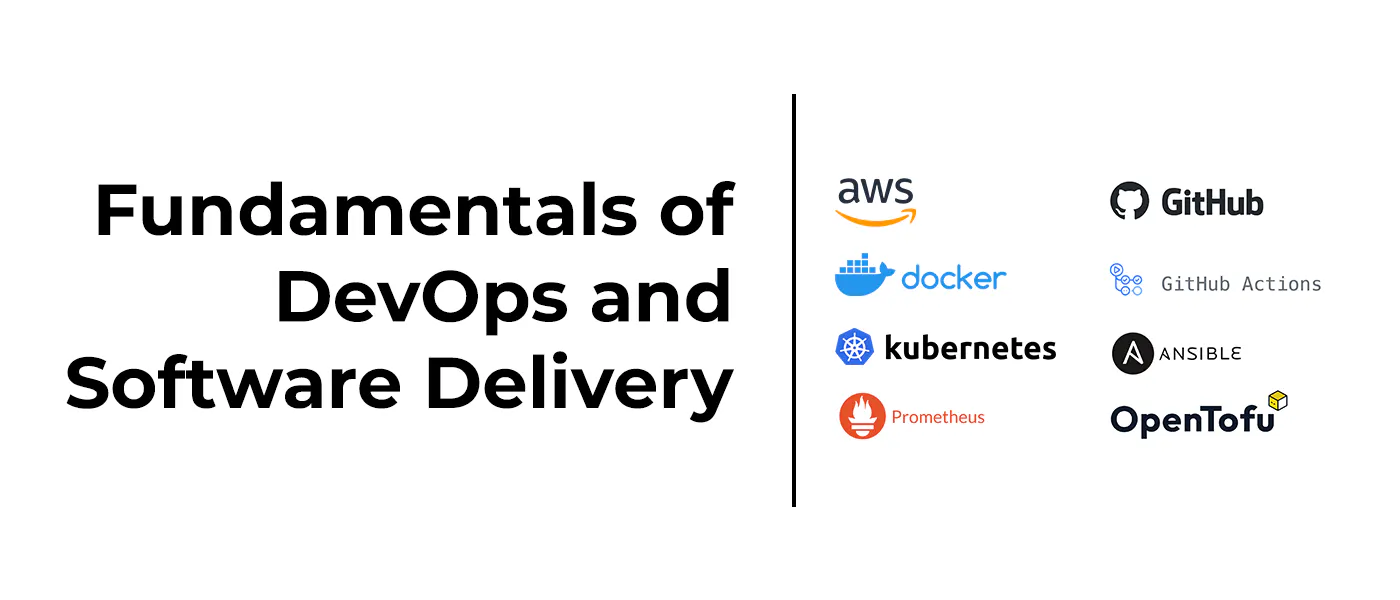 Fundamentals of
DevOps and
Software Delivery
aws
GitHub
docker
GitHub Actions
kubernetes
ANSIBLE
Prometheus
OpenTofu